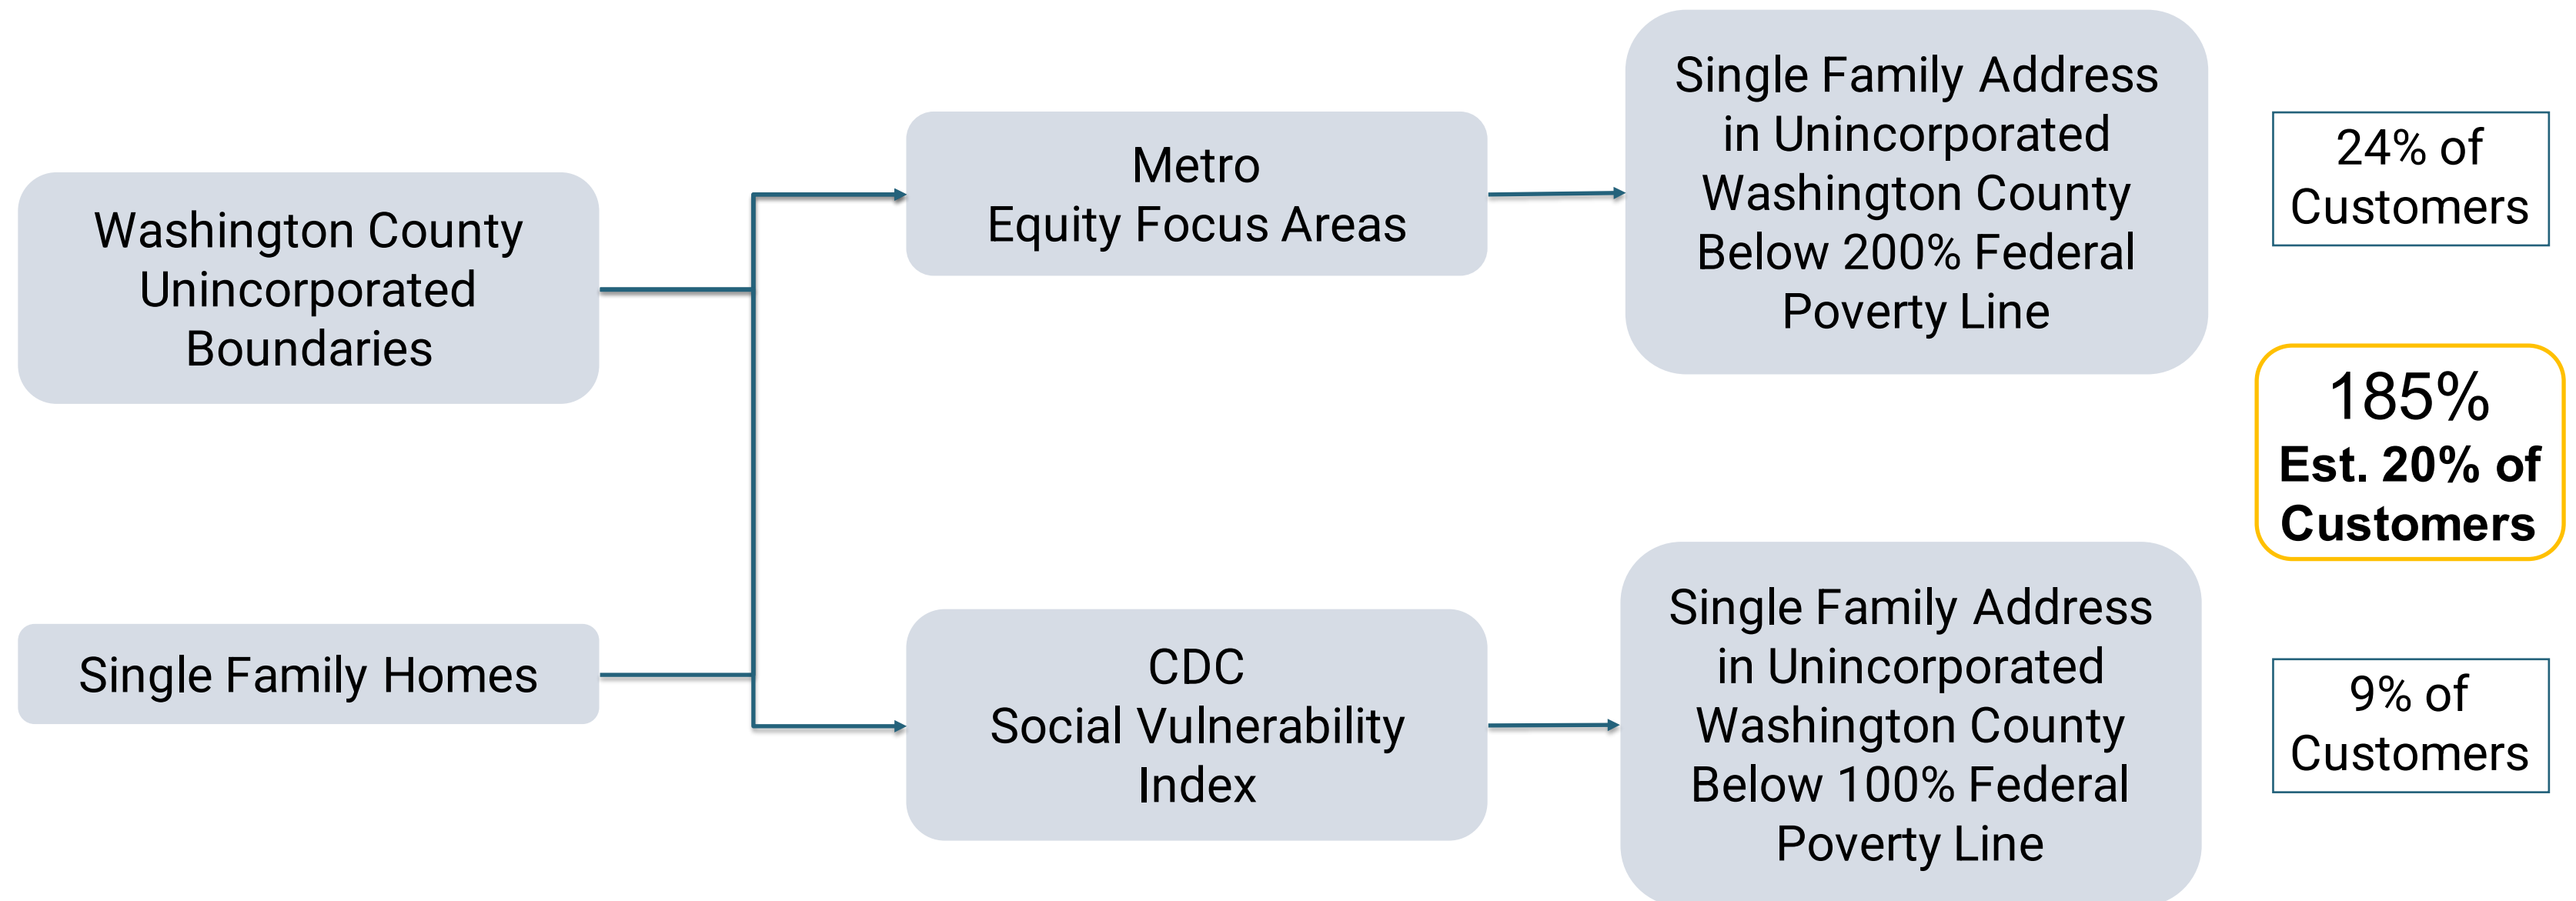 Washington County
Unincorporated
Boundaries
Single Family Homes
Metro
Equity Focus Areas
CDC
Social Vulnerability
Index
Single Family Address
in Unincorporated
Washington County
Below 200% Federal
Poverty Line
Single Family Address
in Unincorporated
Washington County
Below 100% Federal
Poverty Line
24% of
Customers
185%
Est. 20% of
Customers
9% of
Customers